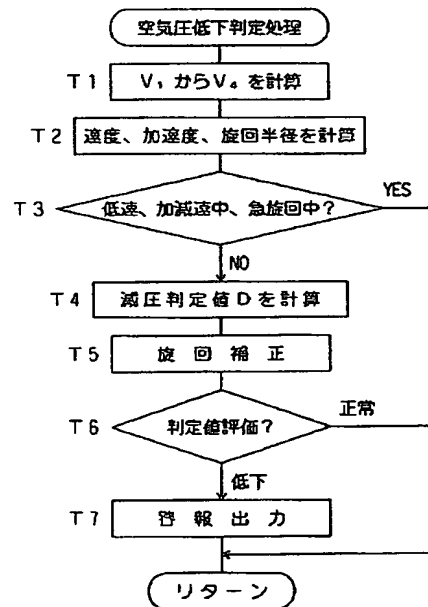 空気圧低下判定処理
T1 V₁からV₄を計算
T2 速度、加速度、旋回半径を計算
T3 低速、加減速中、急旋回中?
YES
NO
T4 減圧判定値Dを計算
T5 旋回補正
T6 判定値評価?
正常
低下
T7 警報出力
リターン